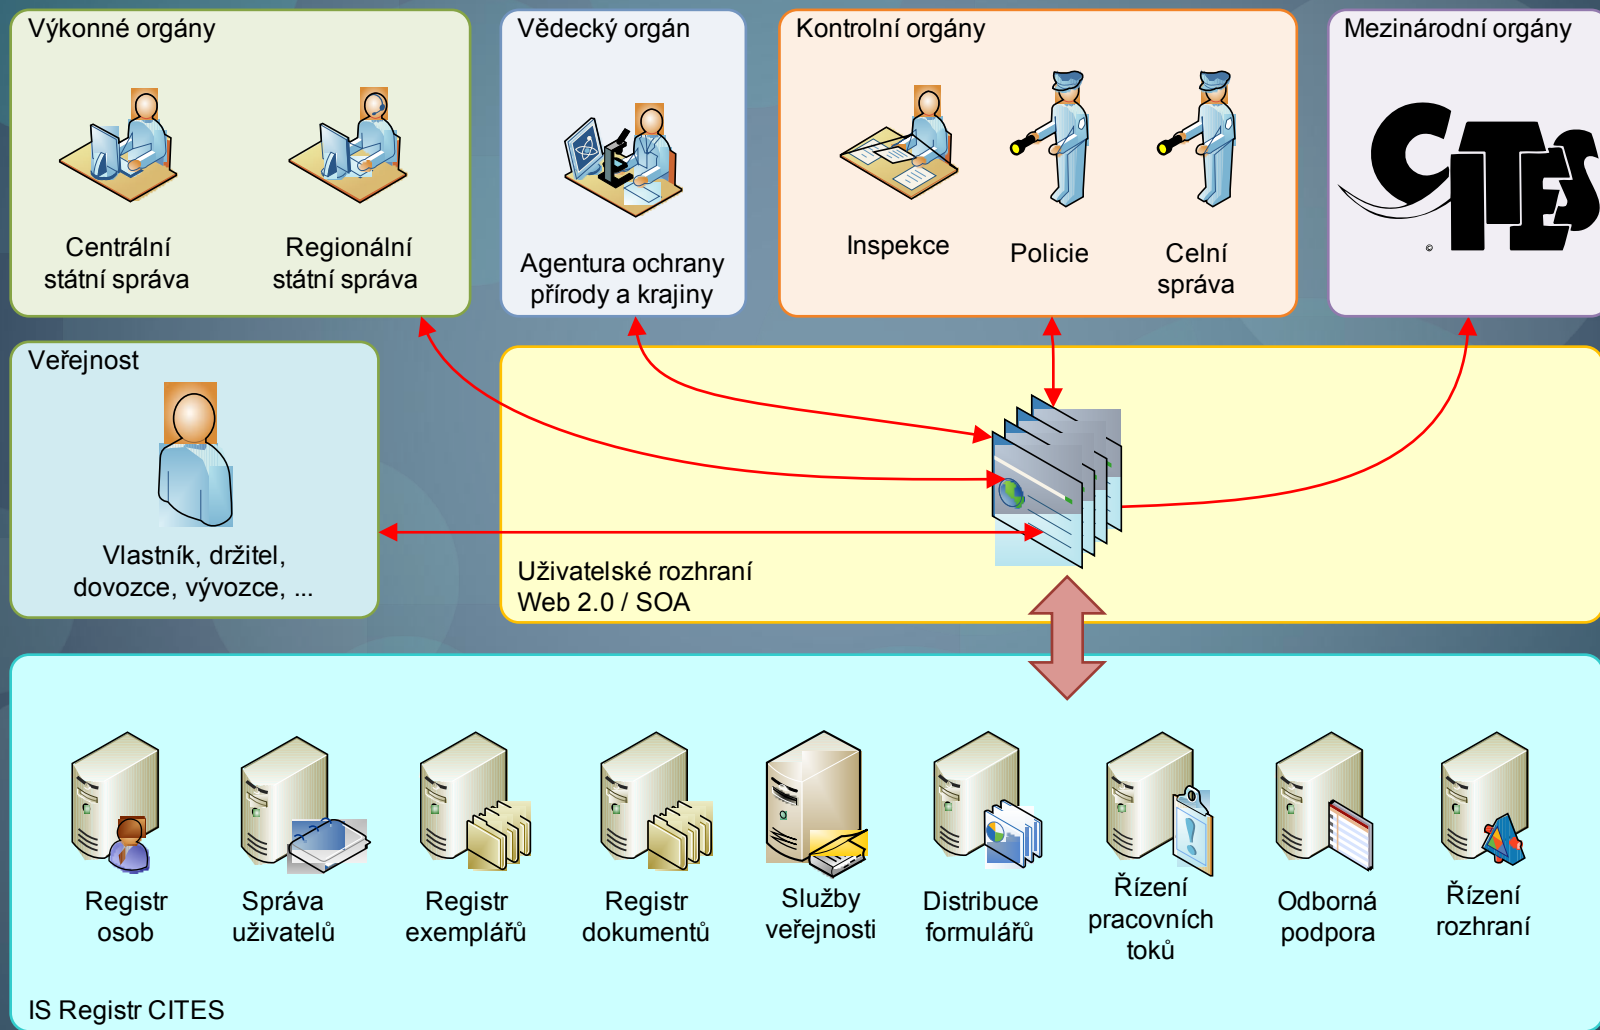 Výkonné orgány
Centrální
státní správa
Regionální
státní správa
Vědecký orgán
Agentura ochrany
přírody a krajiny
Kontrolní orgány
Inspekce
Policie
Celní
správa
Mezinárodní orgány
CITES
©
Veřejnost
Vlastník, držitel,
dovozce, vývozce, ...
Uživatelské rozhraní
Web 2.0 / SOA
Registr
osob
Správa
uživatelů
Registr
exemplářů
Registr
dokumentů
Služby
veřejnosti
Distribuce
formulářů
Řízení
pracovních
toků
Odborná
podpora
Řízení
rozhraní
IS Registr CITES